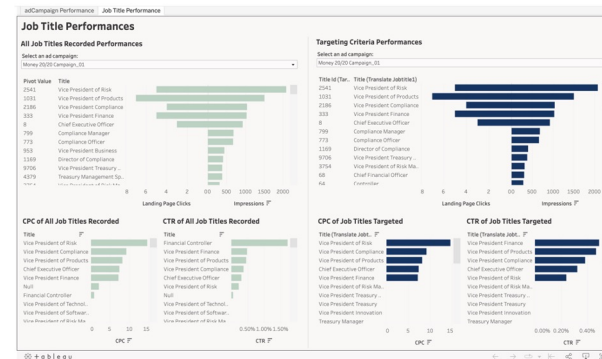 adCampaign Performance Job Title Performance
Job Title Performances
All Job Titles Recorded Performances
Select an ad campaign:
Money 20/20 Campaign_01
Pivot Value Title
2541 Vice President of Risk
1031 Vice President of Products
2186 Vice President Compliance
333 Vice President Finance
8 Chief Executive Officer
799 Compliance Manager
773 Compliance Officer
953 Vice President Business
1169 Director of Compliance
9706 Vice President Treasury ..
4379 Treasury Management Sp..
8 6 4 2 0 0 500 1000 1500 2000
Landing Page Clicks Impressions
Targeting Criteria Performances
Select an ad campaign:
Money 20/20 Campaign_01
Title Id (Tar.. Title (Translate Jobtitle1)
2541 Vice President of Risk
1031 Vice President of Products
2186 Vice President Compliance
333 Vice President Finance
8 Chief Executive Officer
799 Compliance Manager
773 Compliance Officer
1169 Director of Compliance
9706 Vice President Treasury ..
3754 Vice President of Risk Ma..
68 Chief Financial Officer
64 Controller
8 6 4 2 0 0 500 1000 1500 2000
Landing Page Clicks Impressions
CPC of All Job Titles Recorded
Title
Vice President of Risk
Vice President Compliance
Vice President of Products
Chief Executive Officer
Vice President Finance
Null
Financial Controller
Vice President of Technol..
Vice President of Softwar..
Vice President of Risk Ma..
0 5 10 15
CPC
CTR of All Job Titles Recorded
Title
Financial Controller
Vice President Finance
Vice President of Products
Vice President Compliance
Chief Executive Officer
Vice President of Risk
Null
Vice President of Technol..
Vice President of Softwar..
Vice President of Risk Ma..
0.50% 1.00% 1.50%
CTR
CPC of Job Titles Targeted
Title (Translate Jobt..
Vice President of Risk
Vice President Compliance
Vice President of Products
Chief Executive Officer
Vice President Finance
Vice President of Risk Ma..
Vice President Treasury ..
Vice President Treasury
Vice President Innovation
Treasury Manager
0 5 10 15
CPC
CTR of Job Titles Targeted
Title (Translate Jobt..
Vice President Finance
Vice President of Products
Vice President Compliance
Chief Executive Officer
Vice President of Risk
Vice President of Risk Ma..
Vice President Treasury ..
Vice President Treasury
Vice President Innovation
Treasury Manager
0.00% 0.20% 0.40%
CTR
+ableau